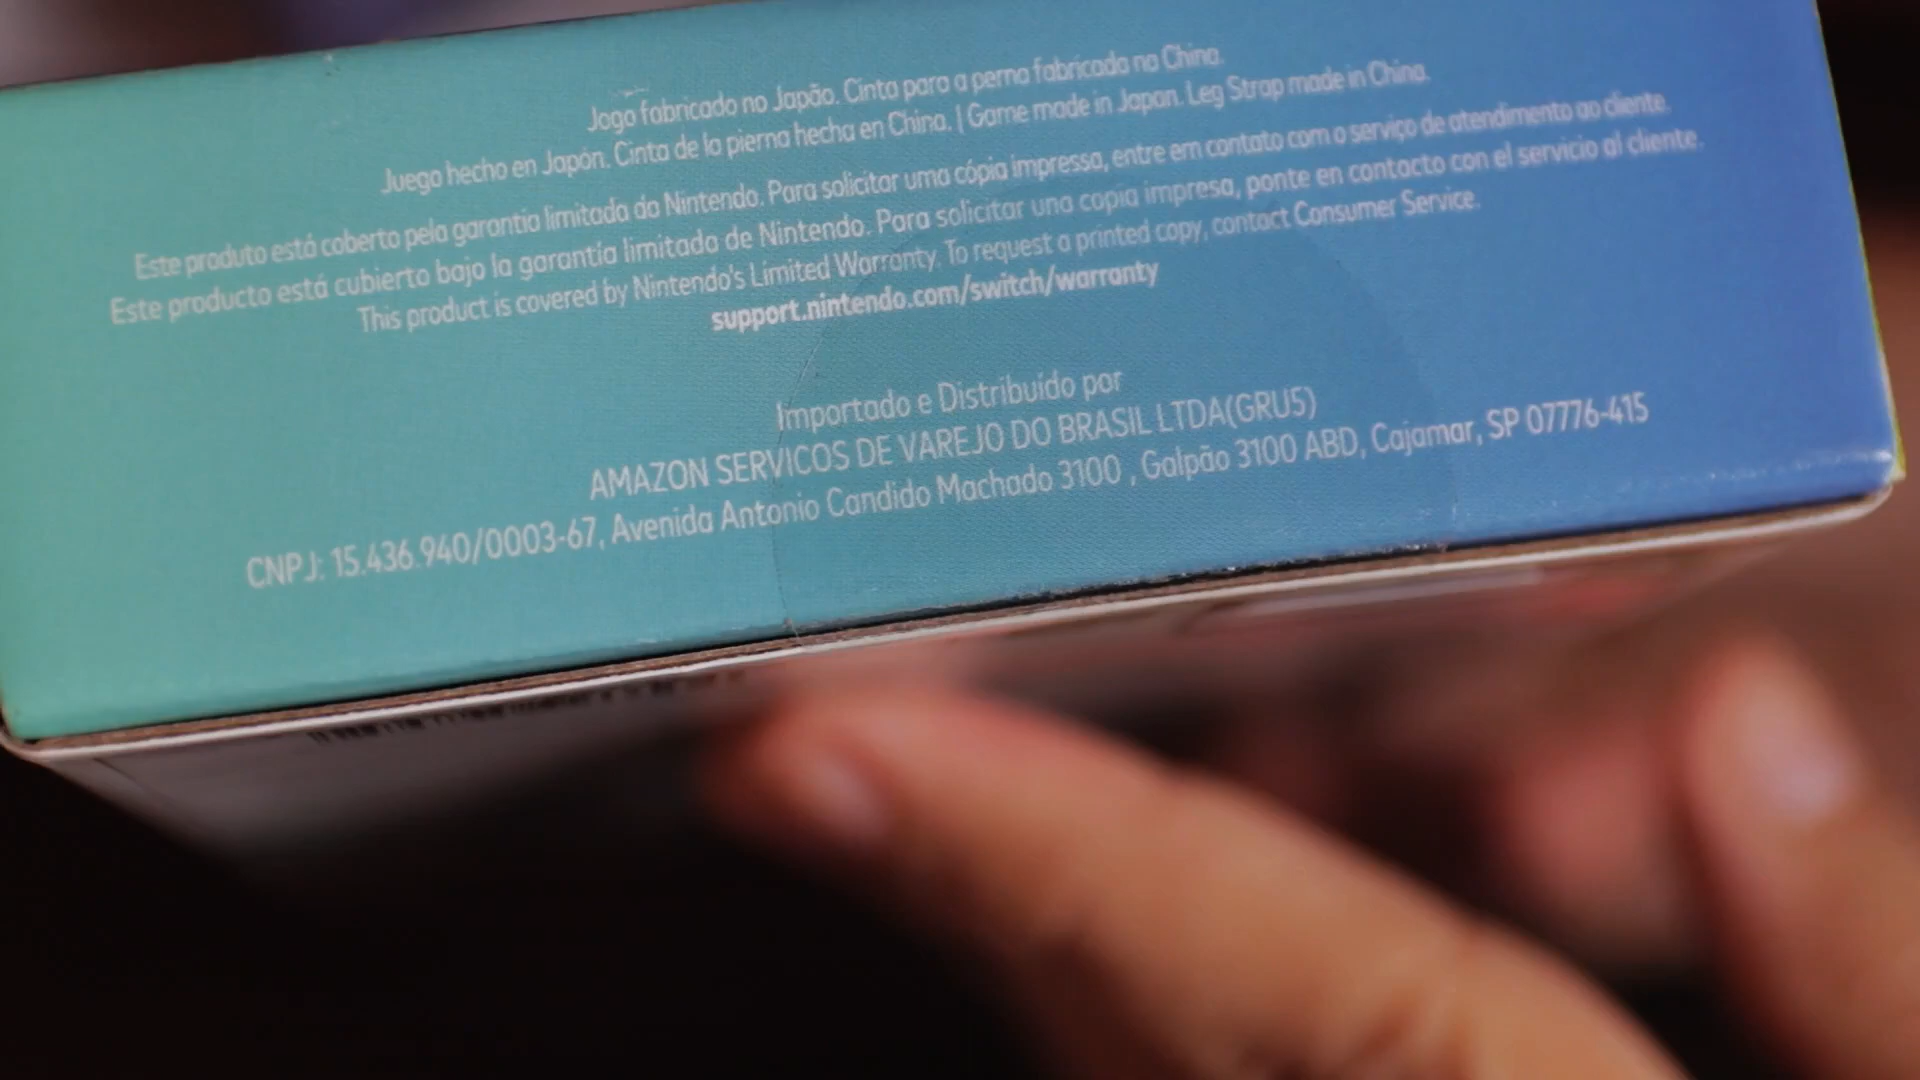 Jogo fabricado no Japão. Cinta para a perna fabricada na China.
Juego hecho en Japón. Cinta de la pierna hecha en China. | Game made in Japan. Leg Strap made in China.
Este produto está coberto pela garantia limitada da Nintendo. Para solicitar uma cópia impressa, entre em contato com o serviço de atendimento ao cliente.
Este producto está cubierto bajo la garantía limitada de Nintendo. Para solicitar una copia impresa, ponte en contacto con el servicio al cliente.
This product is covered by Nintendo's Limited Warranty. To request a printed copy, contact Consumer Service.
support.nintendo.com/switch/warranty
Importado e Distribuído por
AMAZON SERVICOS DE VAREJO DO BRASIL LTDA(GRU5)
CNPJ: 15.436.940/0003-67, Avenida Antonio Candido Machado 3100 , Galpão 3100 ABD, Cajamar, SP 07776-415